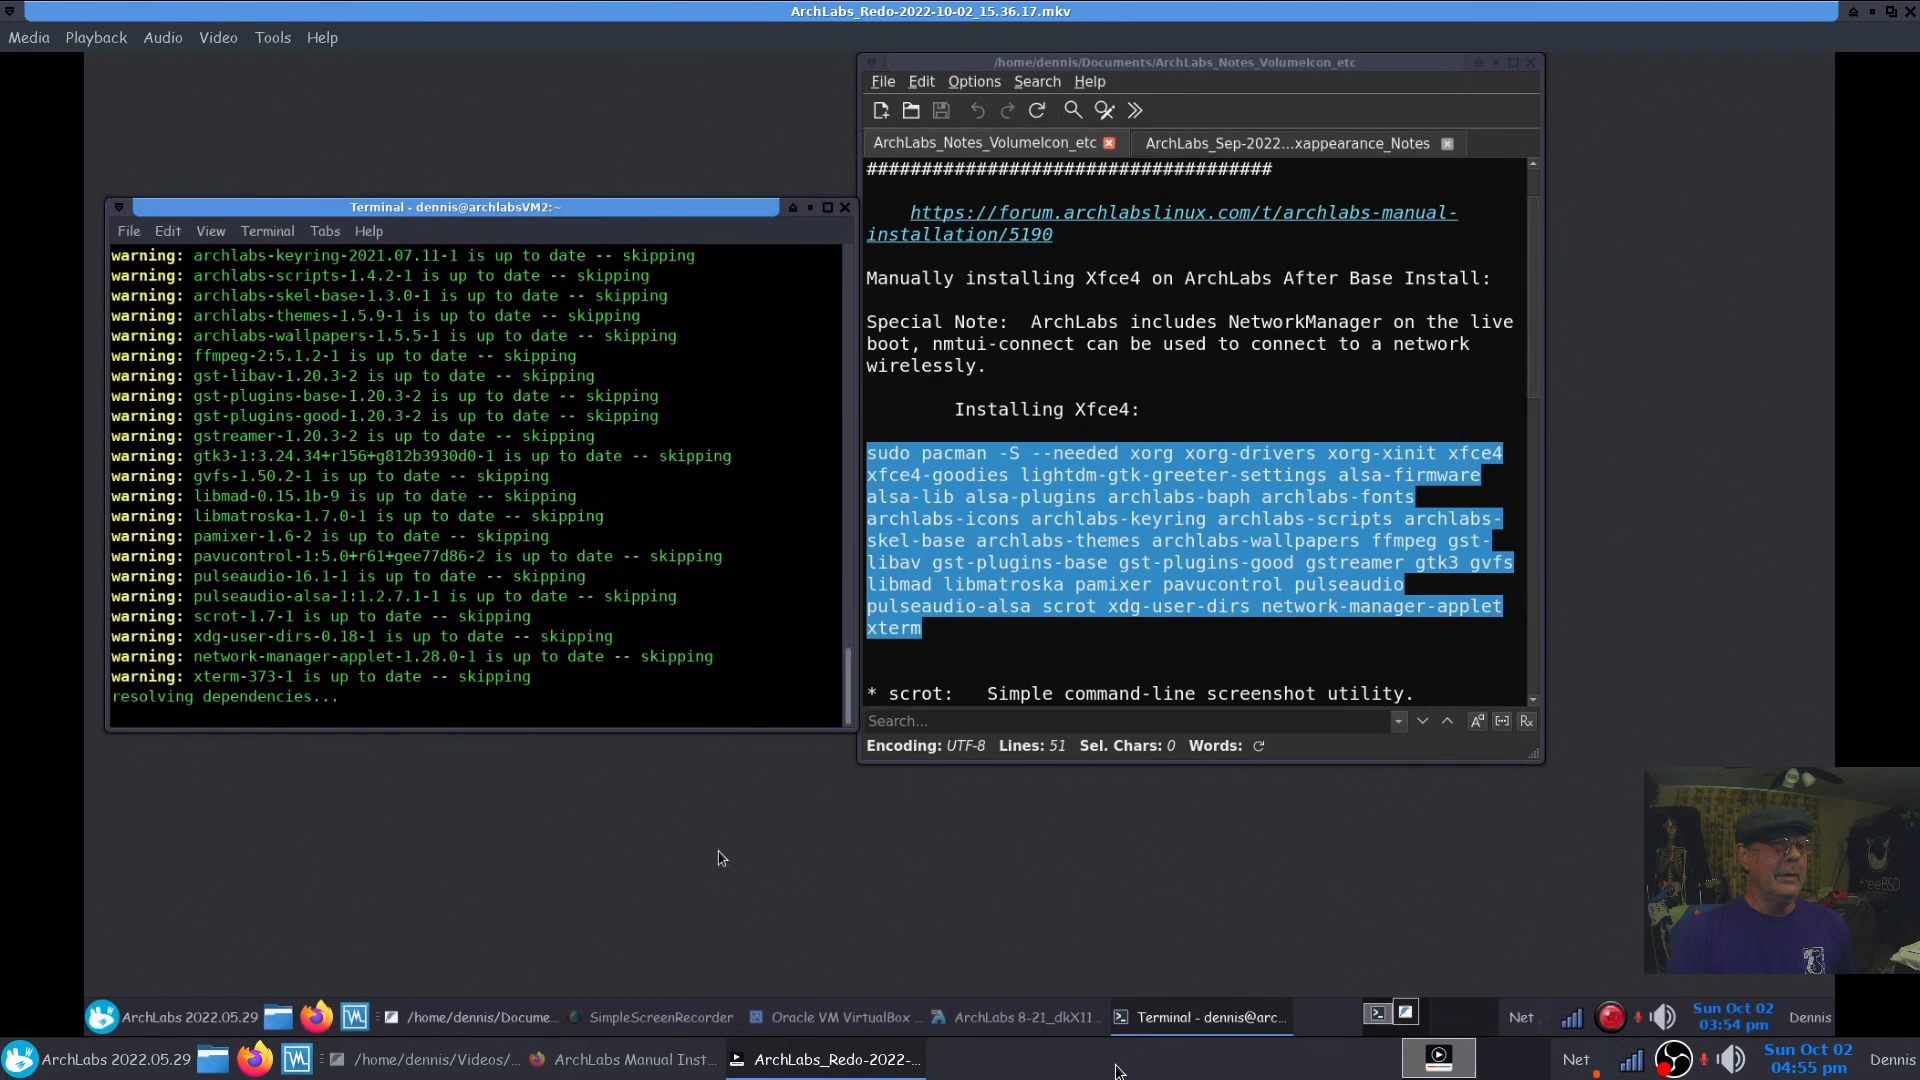 ArchLabs_Redo-2022-10-02_15.36.17.mkv
Media Playback Audio Video Tools Help
/home/dennis/Documents/ArchLabs_Notes_VolumeIcon_etc
File Edit Options Search Help
ArchLabs_Notes_VolumeIcon_etc ArchLabs_Sep-2022...xappearance_Notes
#####################################
https://forum.archlabslinux.com/t/archlabs-manual-
installation/5190
Manually installing Xfce4 on ArchLabs After Base Install:
Special Note: ArchLabs includes NetworkManager on the live
boot, nmtui-connect can be used to connect to a network
wirelessly.
Installing Xfce4:
sudo pacman -S --needed xorg xorg-drivers xorg-xinit xfce4
xfce4-goodies lightdm-gtk-greeter-settings alsa-firmware
alsa-lib alsa-plugins archlabs-baph archlabs-fonts
archlabs-icons archlabs-keyring archlabs-scripts archlabs-
skel-base archlabs-themes archlabs-wallpapers ffmpeg gst-
libav gst-plugins-base gst-plugins-good gstreamer gtk3 gvfs
libmad libmatroska pamixer pavucontrol pulseaudio
pulseaudio-alsa scrot xdg-user-dirs network-manager-applet
xterm
* scrot: Simple command-line screenshot utility.
Search...
Encoding: UTF-8 Lines: 51 Sel. Chars: 0 Words:
Terminal - dennis@archlabsVM2:~
File Edit View Terminal Tabs Help
warning: archlabs-keyring-2021.07.11-1 is up to date -- skipping
warning: archlabs-scripts-1.4.2-1 is up to date -- skipping
warning: archlabs-skel-base-1.3.0-1 is up to date -- skipping
warning: archlabs-themes-1.5.9-1 is up to date -- skipping
warning: archlabs-wallpapers-1.5.5-1 is up to date -- skipping
warning: ffmpeg-2:5.1.2-1 is up to date -- skipping
warning: gst-libav-1.20.3-2 is up to date -- skipping
warning: gst-plugins-base-1.20.3-2 is up to date -- skipping
warning: gst-plugins-good-1.20.3-2 is up to date -- skipping
warning: gstreamer-1.20.3-2 is up to date -- skipping
warning: gtk3-1:3.24.34+r156+g812b3930d0-1 is up to date -- skipping
warning: gvfs-1.50.2-1 is up to date -- skipping
warning: libmad-0.15.1b-9 is up to date -- skipping
warning: libmatroska-1.7.0-1 is up to date -- skipping
warning: pamixer-1.6-2 is up to date -- skipping
warning: pavucontrol-1:5.0+r61+gee77d86-2 is up to date -- skipping
warning: pulseaudio-16.1-1 is up to date -- skipping
warning: pulseaudio-alsa-1:1.2.7.1-1 is up to date -- skipping
warning: scrot-1.7-1 is up to date -- skipping
warning: xdg-user-dirs-0.18-1 is up to date -- skipping
warning: network-manager-applet-1.28.0-1 is up to date -- skipping
warning: xterm-373-1 is up to date -- skipping
resolving dependencies...
FreeBSD
ArchLabs 2022.05.29 /home/dennis/Docume... SimpleScreenRecorder Oracle VM VirtualBox ... ArchLabs 8-21_dkX11... Terminal - dennis@arc... Net Sun Oct 02 Dennis
03:54 pm
ArchLabs 2022.05.29 /home/dennis/Videos/... ArchLabs Manual Inst... ArchLabs_Redo-2022-... Net Sun Oct 02 Dennis
04:55 pm